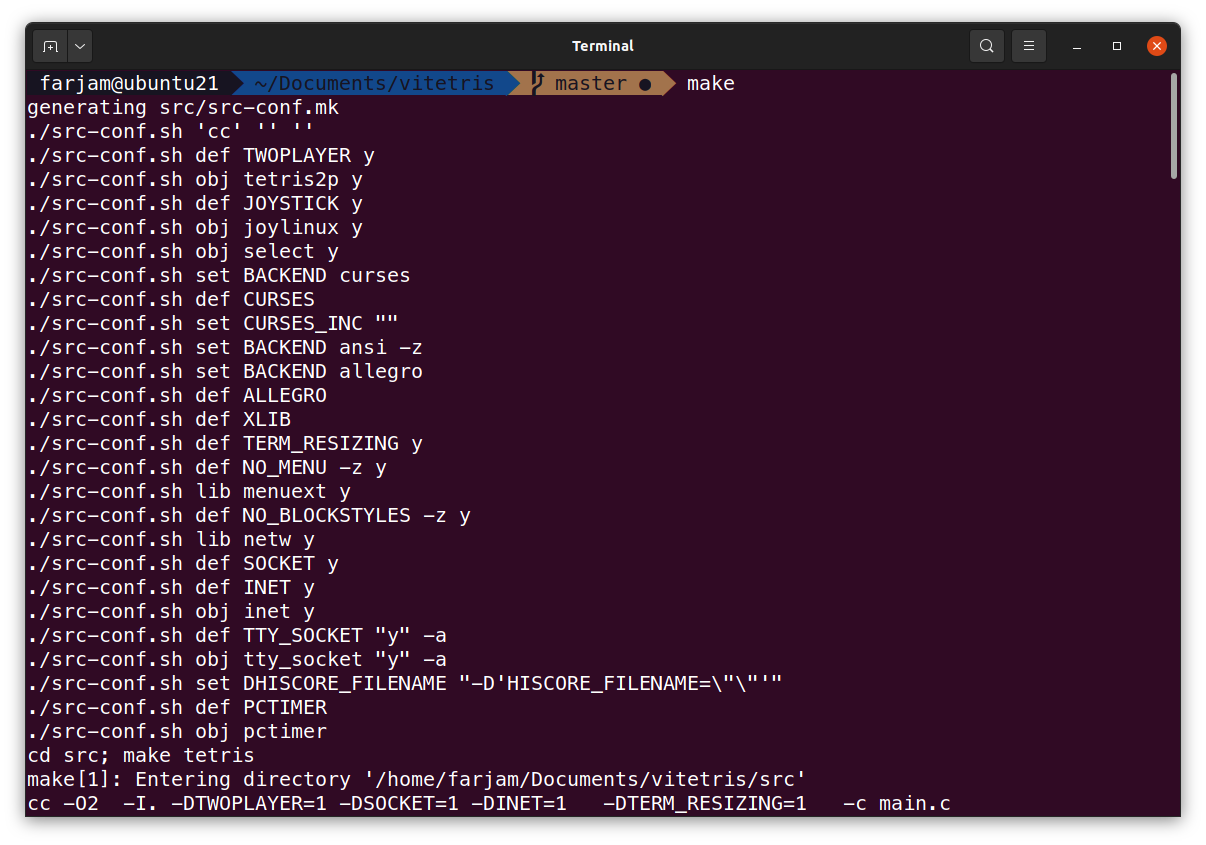 Terminal
farjam@ubuntu21 ~/Documents/vitetris master ● make
generating src/src-conf.mk
./src-conf.sh 'cc' '' ''
./src-conf.sh def TWOPLAYER y
./src-conf.sh obj tetris2p y
./src-conf.sh def JOYSTICK y
./src-conf.sh obj joylinux y
./src-conf.sh obj select y
./src-conf.sh set BACKEND curses
./src-conf.sh def CURSES
./src-conf.sh set CURSES_INC ""
./src-conf.sh set BACKEND ansi -z
./src-conf.sh set BACKEND allegro
./src-conf.sh def ALLEGRO
./src-conf.sh def XLIB
./src-conf.sh def TERM_RESIZING y
./src-conf.sh def NO_MENU -z y
./src-conf.sh lib menuext y
./src-conf.sh def NO_BLOCKSTYLES -z y
./src-conf.sh lib netw y
./src-conf.sh def SOCKET y
./src-conf.sh def INET y
./src-conf.sh obj inet y
./src-conf.sh def TTY_SOCKET "y" -a
./src-conf.sh obj tty_socket "y" -a
./src-conf.sh set DHISCORE_FILENAME "-D'HISCORE_FILENAME=\"\"'"
./src-conf.sh def PCTIMER
./src-conf.sh obj pctimer
cd src; make tetris
make[1]: Entering directory '/home/farjam/Documents/vitetris/src'
cc -O2  -I. -DTWOPLAYER=1 -DSOCKET=1 -DINET=1   -DTERM_RESIZING=1   -c main.c